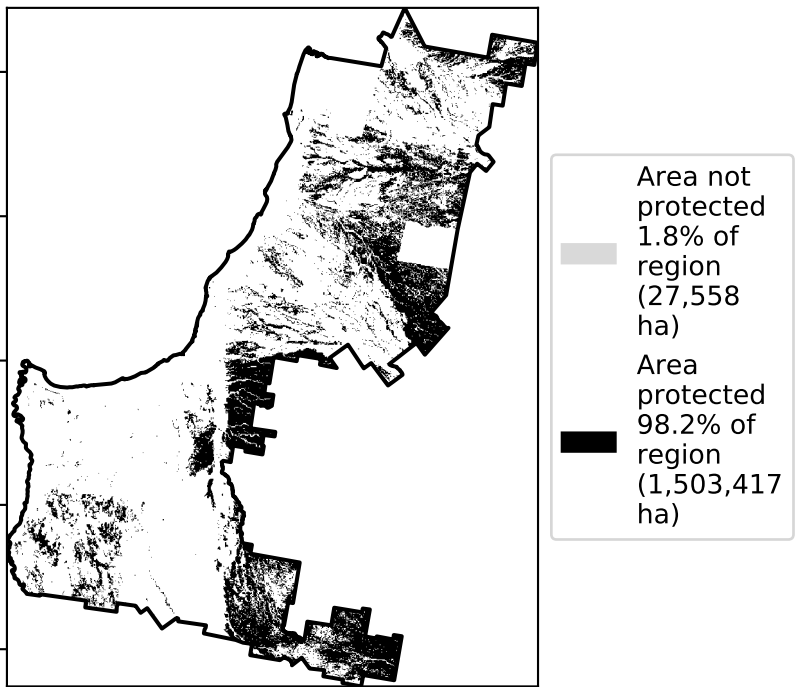 Area not
protected
1.8% of
region
(27,558
ha)
Area
protected
98.2% of
region
(1,503,417
ha)